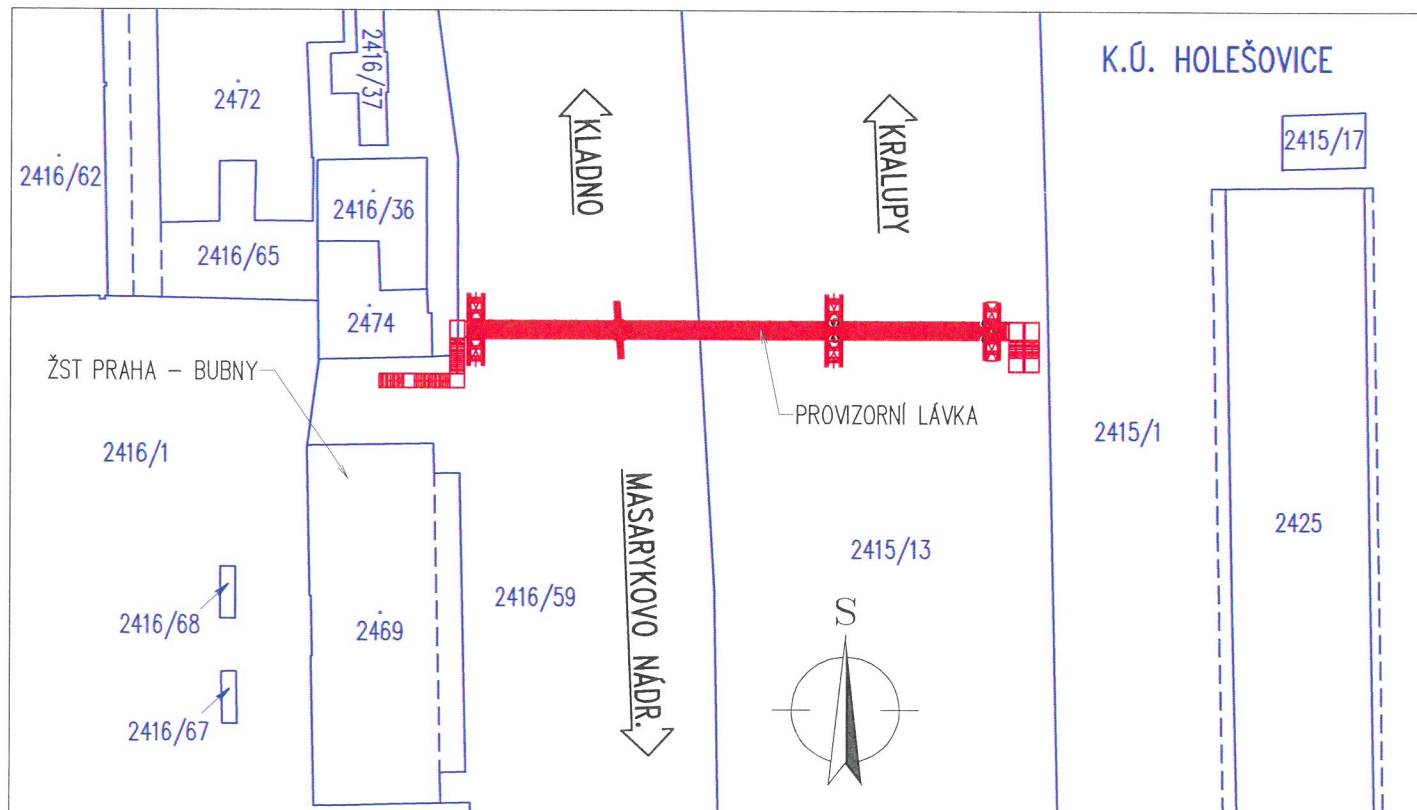 K.Ú. HOLEŠOVICE
2416/37
2472
2415/17
KLADNO
KRALUPY
2416/62
2416/36
2416/65
2474
ŽST PRAHA – BUBNY
PROVIZORNÍ LÁVKA
2416/1
2415/1
MASARYKOVO NÁDR.
2425
2415/13
2416/59
S
2416/68
2469
2416/67